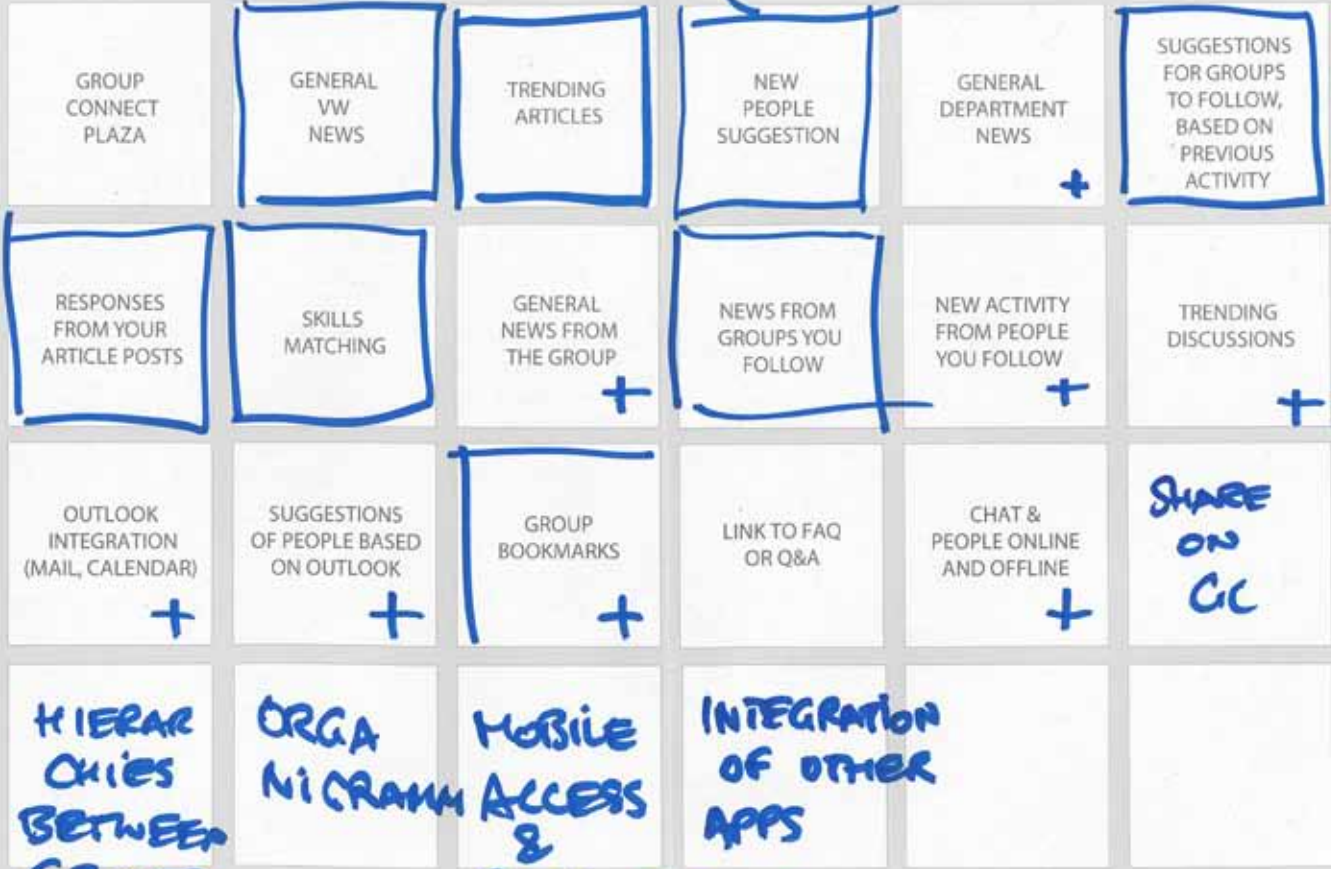 GROUP
CONNECT
PLAZA
GENERAL
VW
NEWS
TRENDING
ARTICLES
NEW
PEOPLE
SUGGESTION
GENERAL
DEPARTMENT
NEWS
+
SUGGESTIONS
FOR GROUPS
TO FOLLOW,
BASED ON
PREVIOUS
ACTIVITY
RESPONSES
FROM YOUR
ARTICLE POSTS
SKILLS
MATCHING
GENERAL
NEWS FROM
THE GROUP
+
NEWS FROM
GROUPS YOU
FOLLOW
NEW ACTIVITY
FROM PEOPLE
YOU FOLLOW
+
TRENDING
DISCUSSIONS
+
OUTLOOK
INTEGRATION
(MAIL, CALENDAR)
+
SUGGESTIONS
OF PEOPLE BASED
ON OUTLOOK
+
GROUP
BOOKMARKS
+
LINK TO FAQ
OR Q&A
CHAT &
PEOPLE ONLINE
AND OFFLINE
+
SHARE
ON
GC
HIERAR
CHIES
BETWEEN
ORGA
NIGRAMM
MOBILE
ACCESS
&
INTEGRATION
OF OTHER
APPS